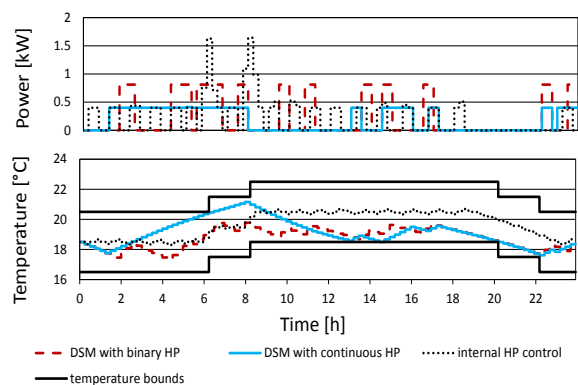 Power [kW]
2
1.5
1
0.5
0
Temperature [°C]
24
22
20
18
16
0 2 4 6 8 10 12 14 16 18 20 22
Time [h]
DSM with binary HP DSM with continuous HP internal HP control
temperature bounds